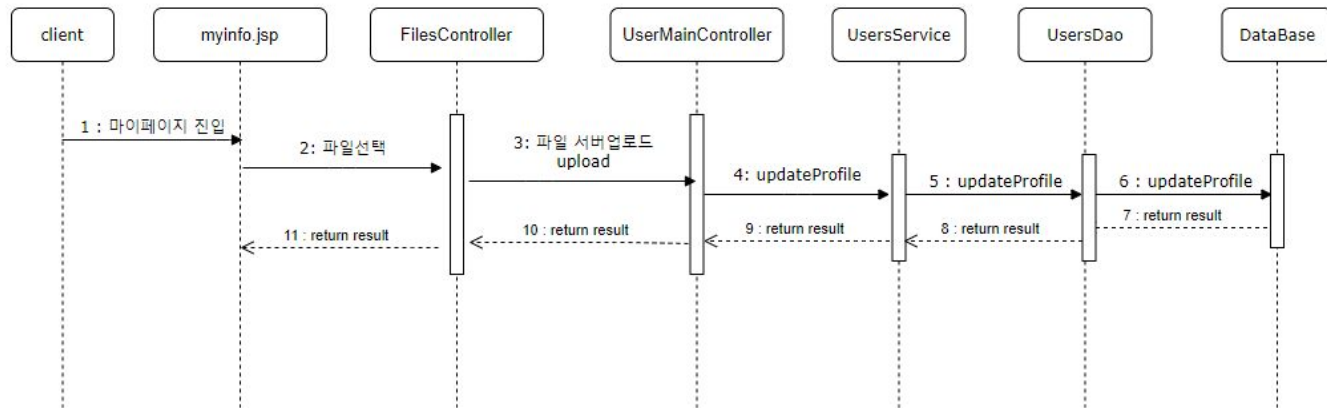 client
myinfo.jsp
FilesController
UserMainController
UsersService
UsersDao
DataBase
1 : 마이페이지 진입
2: 파일선택
3: 파일 서버업로드
upload
4: updateProfile
5 : updateProfile
6 : updateProfile
7 : return result
8 : return result
9 : return result
10 : return result
11 : return result